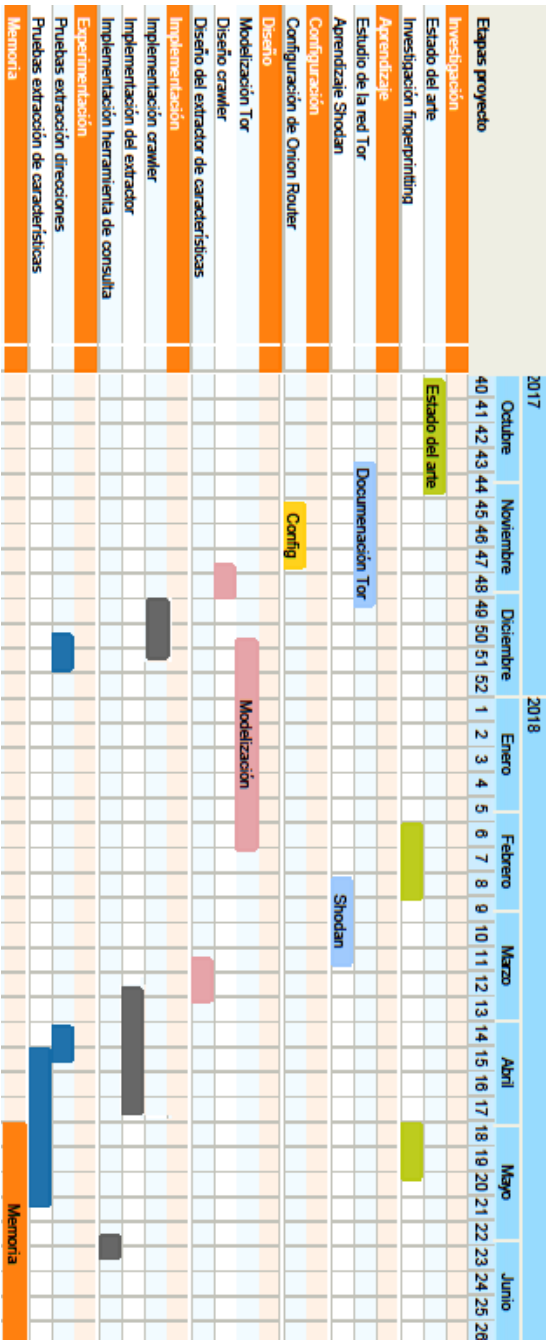 2017
2018
Etapas proyecto
Octubre
Noviembre
Diciembre
Enero
Febrero
Marzo
Abril
Mayo
Junio
40 41 42 43 44 45 46 47 48 49 50 51 52 1 2 3 4 5 6 7 8 9 10 11 12 13 14 15 16 17 18 19 20 21 22 23 24 25 26
Investigación
Estado del arte
Estado del arte
Investigación fingerprintting
Aprendizaje
Estudio de la red Tor
Documenación Tor
Aprendizaje Shodan
Shodan
Configuración
Configuración de Onion Router
Config
Diseño
Modelización Tor
Modelización
Diseño crawler
Diseño del extractor de características
Implementación
Implementación crawler
Implementación del extractor
Implementación herramienta de consulta
Experimentación
Pruebas extracción direcciones
Pruebas extracción de características
Memoria
Memoria